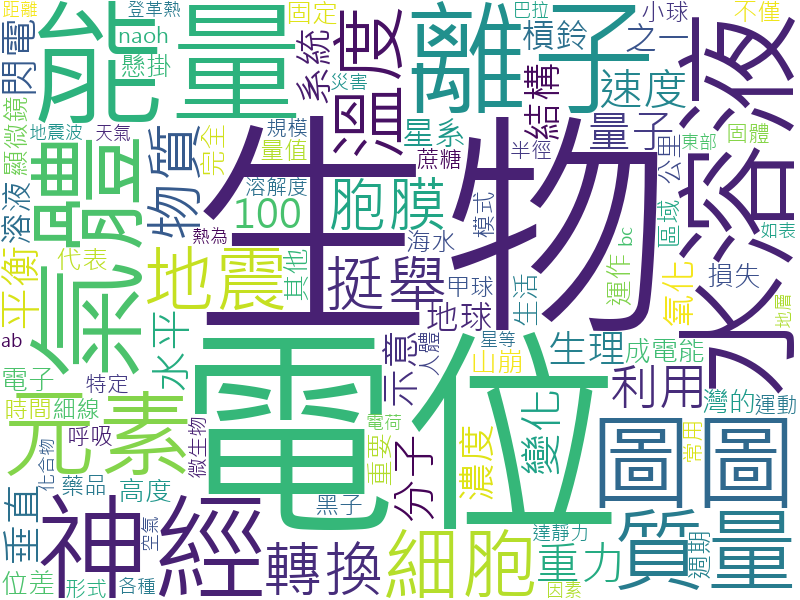 距離
登革熱
能量
固定
離子
巴拉
小球
不僅
閃電
naoh
懸掛
系統
溫度
災害
槓鈴
之一
水溶液
顯微鏡
地震波
天氣
物質
完全
規模
量值
星系
結構
速度
量子
固體
東部
半徑
公里
蔗糖
溶液
氣體
生物
溶解度
100
胞膜
模式
熱為
海水
區域
bc
如表
平衡
代表
地震
其他
挺舉
甲球
運作
氧化
損失
地球
生活
地層
ab
水平
示意
人體
星等
山崩
生理
成電能
電子
特定
電位
利用
灣的
運動
元素
時間
細線
呼吸
微生物
電荷
重要
分子
濃度
變化
圖圖
常用
化合物
藥品
高度
黑子
垂直
神經
空氣
轉換
細胞
達靜力
重力
質量
週期
位差
形式
各種
因素